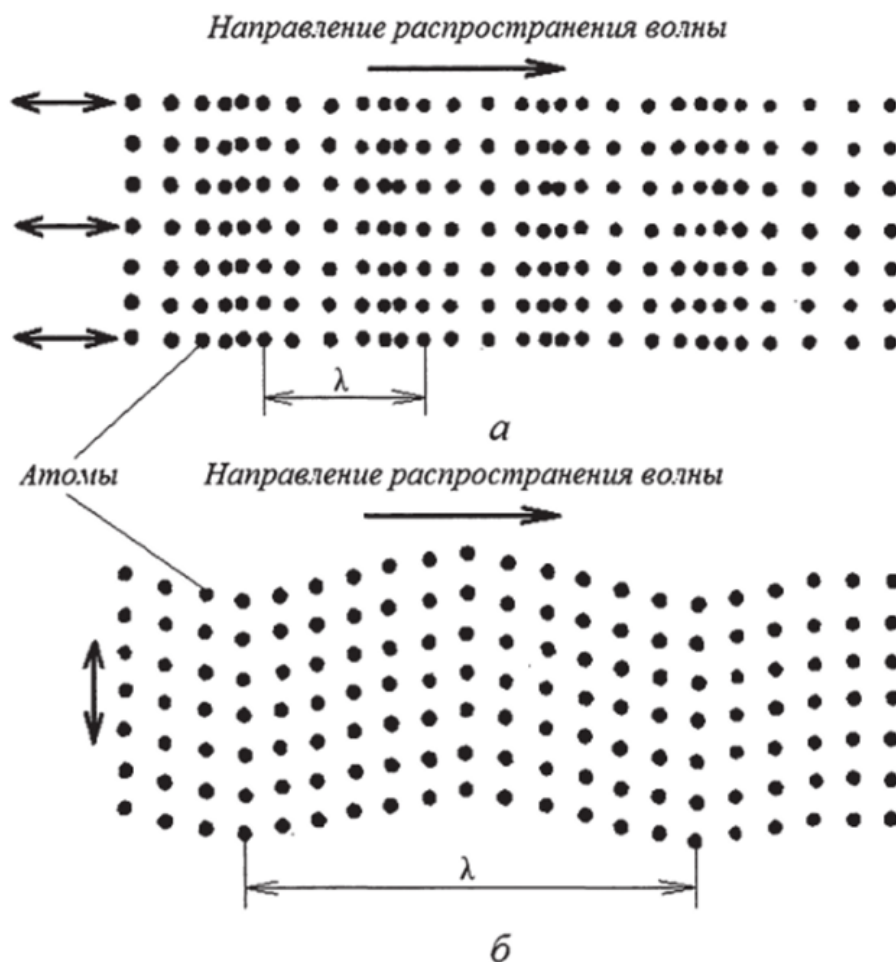 Направление распространения волны
λ
а
Атомы
Направление распространения волны
λ
б